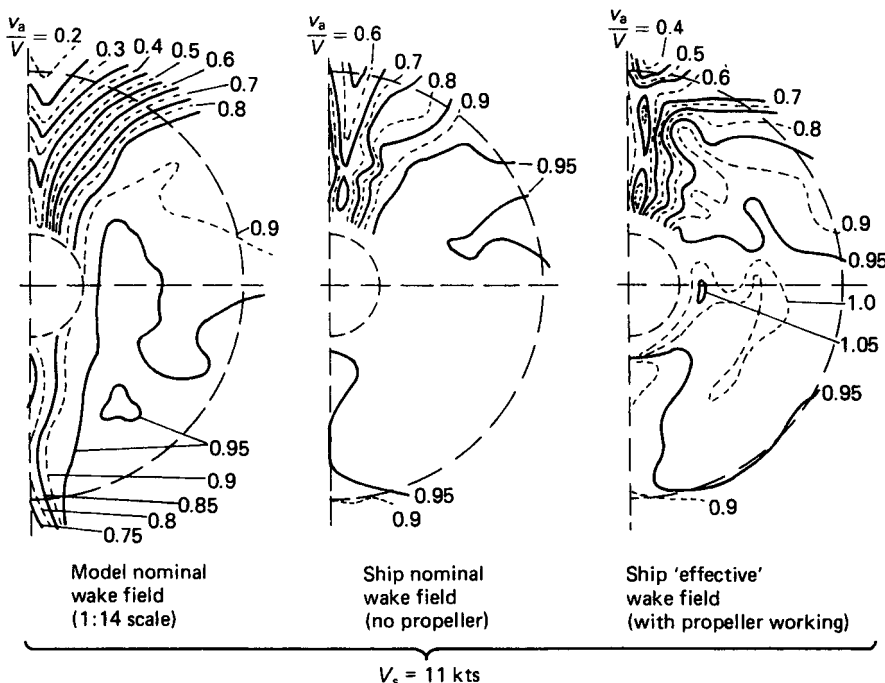 v_a/V = 0.2
0.3
0.4
0.5
0.6
0.7
0.8
0.9
0.95
0.9
0.85
0.8
0.75
Model nominal
wake field
(1:14 scale)
v_a/V = 0.6
0.7
0.8
0.9
0.95
0.95
0.9
Ship nominal
wake field
(no propeller)
v_a/V = 0.4
0.5
0.6
0.7
0.8
0.9
0.95
1.0
1.05
0.95
0.9
Ship 'effective'
wake field
(with propeller working)
V_s = 11 kts